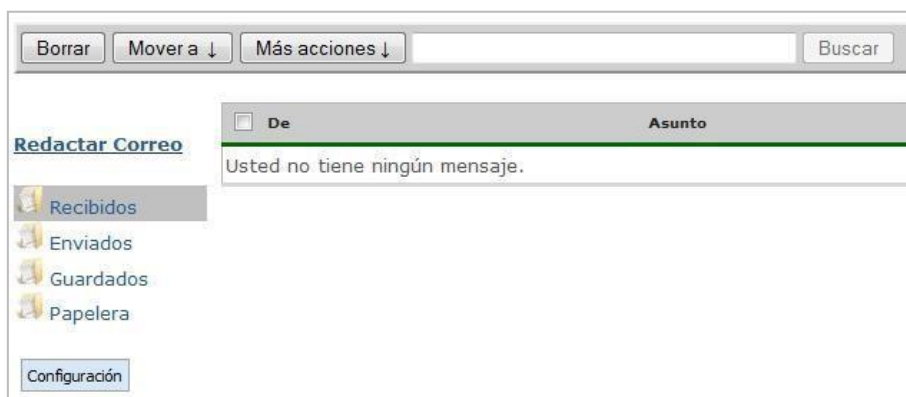 Borrar Mover a ↓ Más acciones ↓ Buscar
De Asunto
Redactar Correo
Usted no tiene ningún mensaje.
Recibidos
Enviados
Guardados
Papelera
Configuración